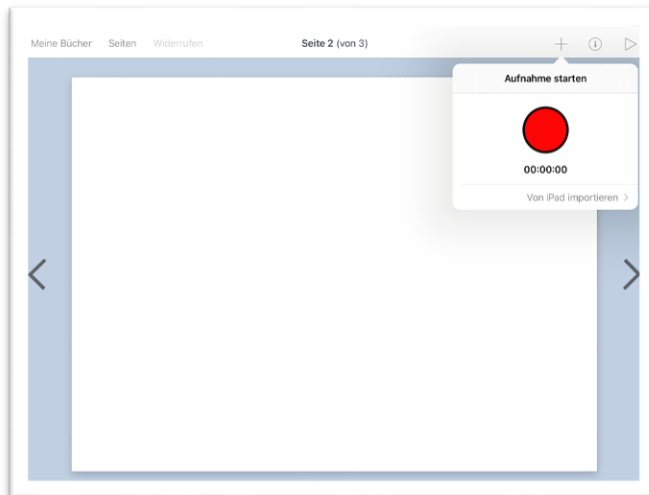 Meine Bücher Seiten Widerrufen Seite 2 (von 3)
Aufnahme starten
00:00:00
Von iPad importieren